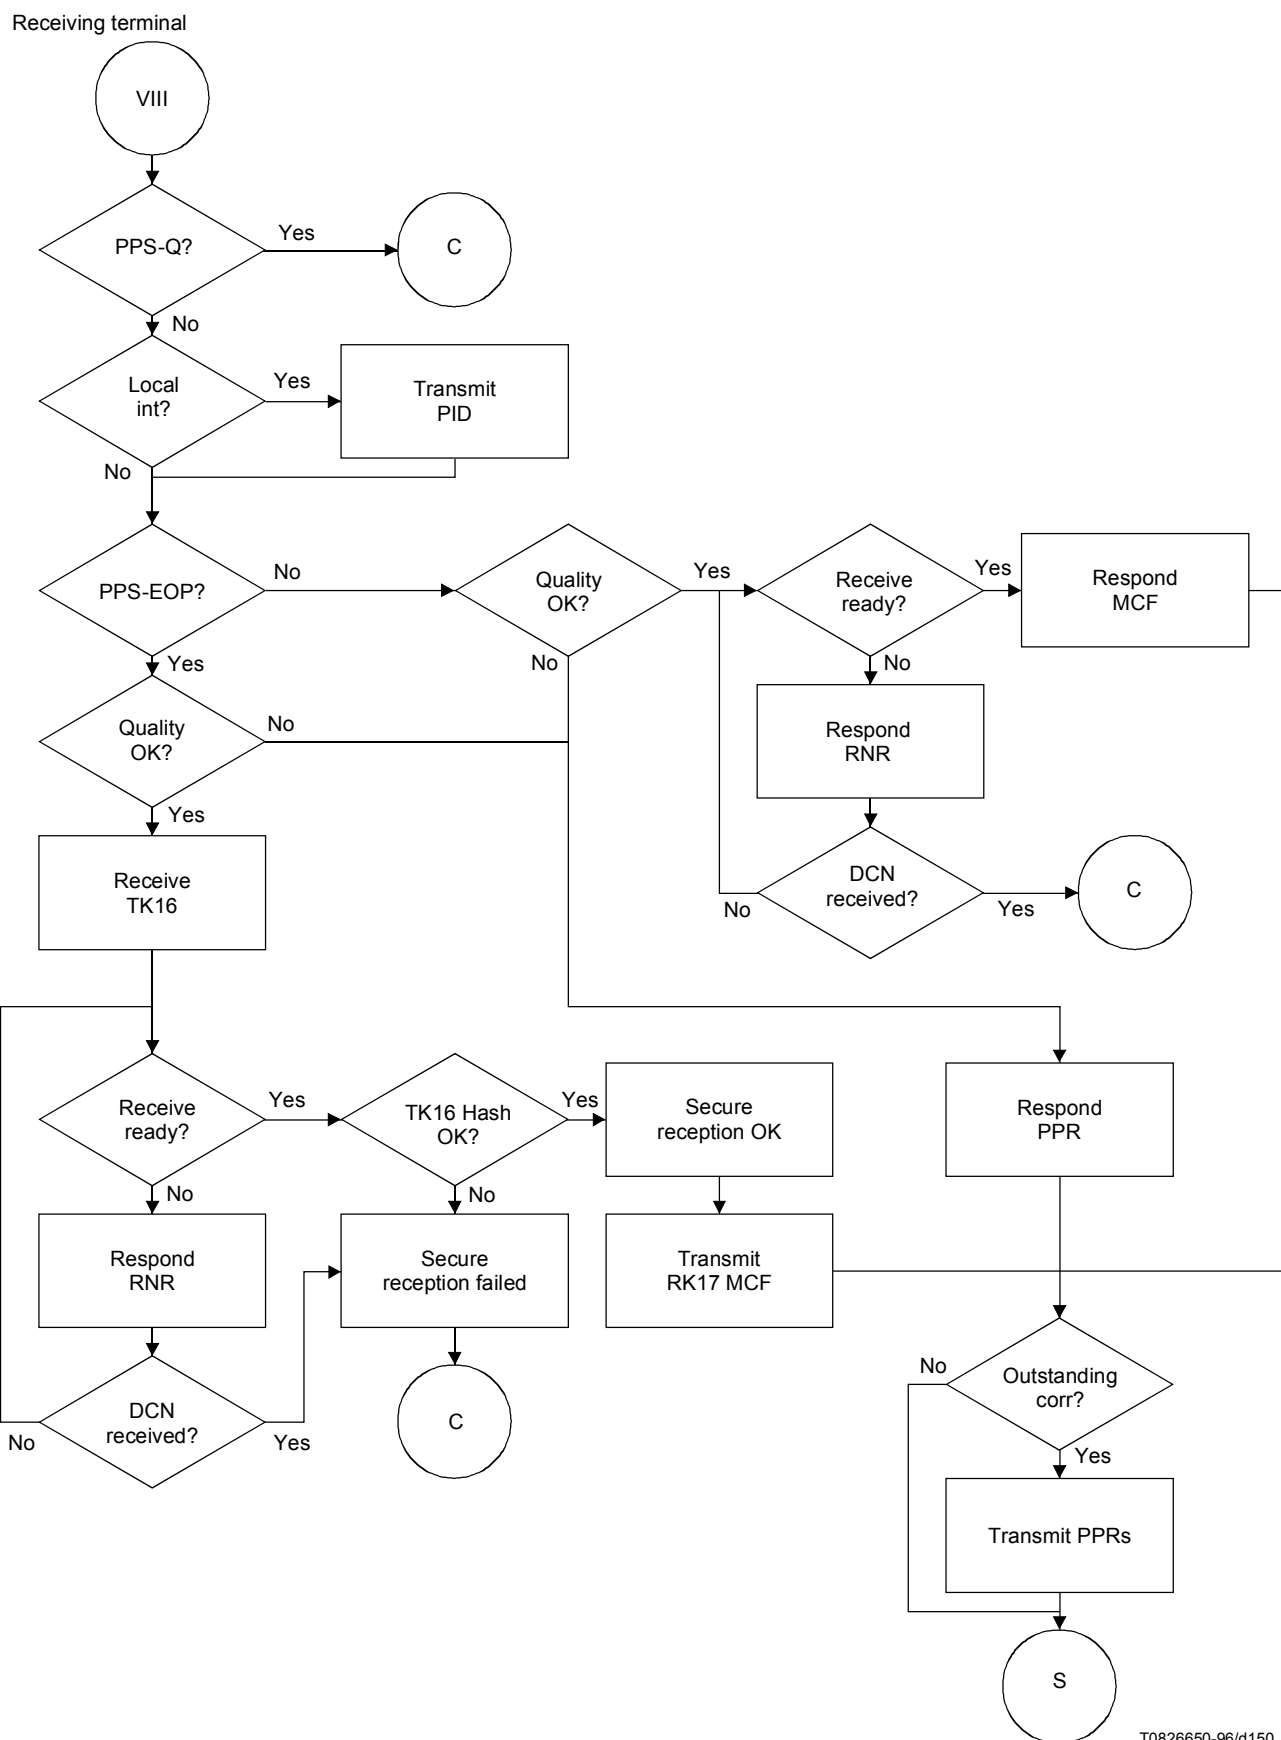 Receiving terminal
VIII
PPS-Q?
Yes
C
No
Local
int?
Yes
Transmit
PID
No
PPS-EOP?
No
Quality
OK?
Yes
Receive
ready?
Yes
Respond
MCF
Yes
No
No
Quality
OK?
No
Respond
RNR
Yes
DCN
received?
No
Yes
C
Receive
TK16
Receive
ready?
Yes
TK16 Hash
OK?
Yes
Secure
reception OK
Respond
PPR
No
No
Respond
RNR
Secure
reception failed
Transmit
RK17 MCF
No
Outstanding
corr?
DCN
received?
No
Yes
C
Yes
Transmit PPRs
S
T0826650-96/d150